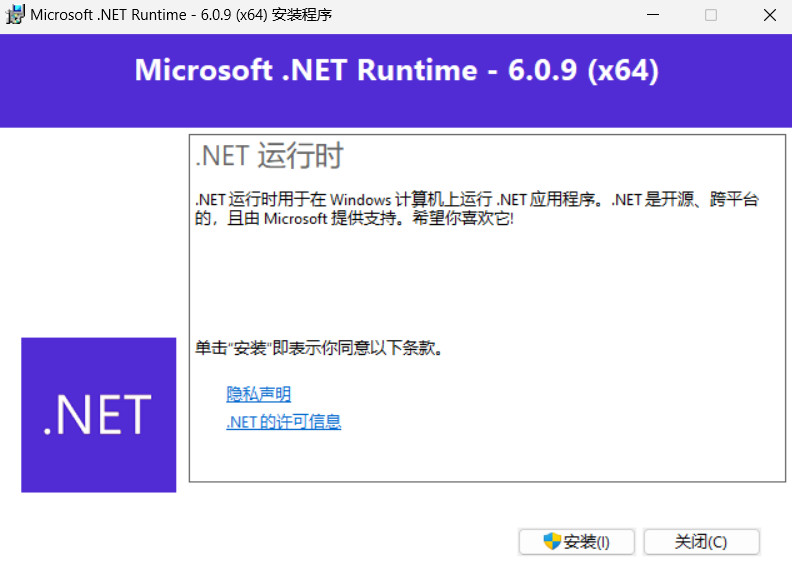 Microsoft .NET Runtime - 6.0.9 (x64) 安装程序
Microsoft .NET Runtime - 6.0.9 (x64)
.NET 运行时
.NET 运行时用于在 Windows 计算机上运行 .NET 应用程序。.NET 是开源、跨平台
的，且由 Microsoft 提供支持。希望你喜欢它!
单击“安装”即表示你同意以下条款。
隐私声明
.NET 的许可信息
.NET
安装(I)
关闭(C)